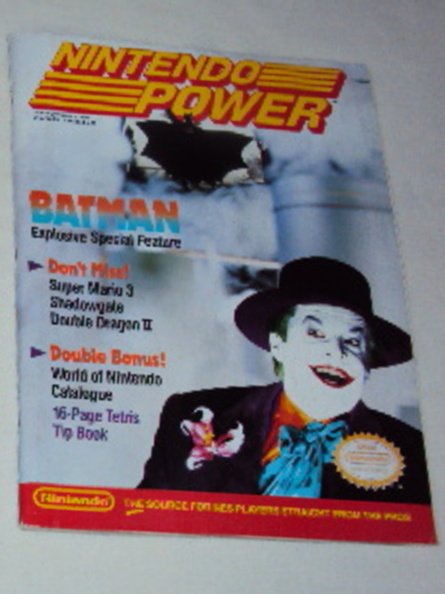 NINTENDO
POWER
BATMAN
Explosive Special Feature
Don't Miss!
Super Mario 3
Shadowgate
Double Dragon II
Double Bonus!
World of Nintendo
Catalogue
16-Page Tetris
Tip Book
Nintendo
THE SOURCE FOR NES PLAYERS STRAIGHT FROM THE PROS